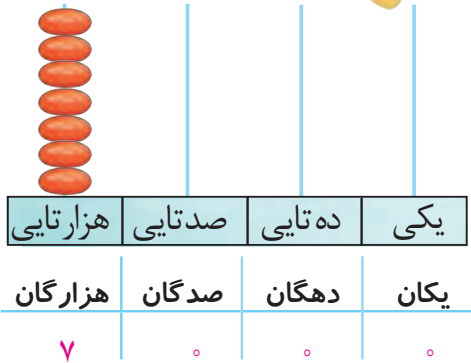 یکی ده تایی صدتایی هزارتایی
یکان دهگان صدگان هزارگان
۰ ۰ ۰ ۷